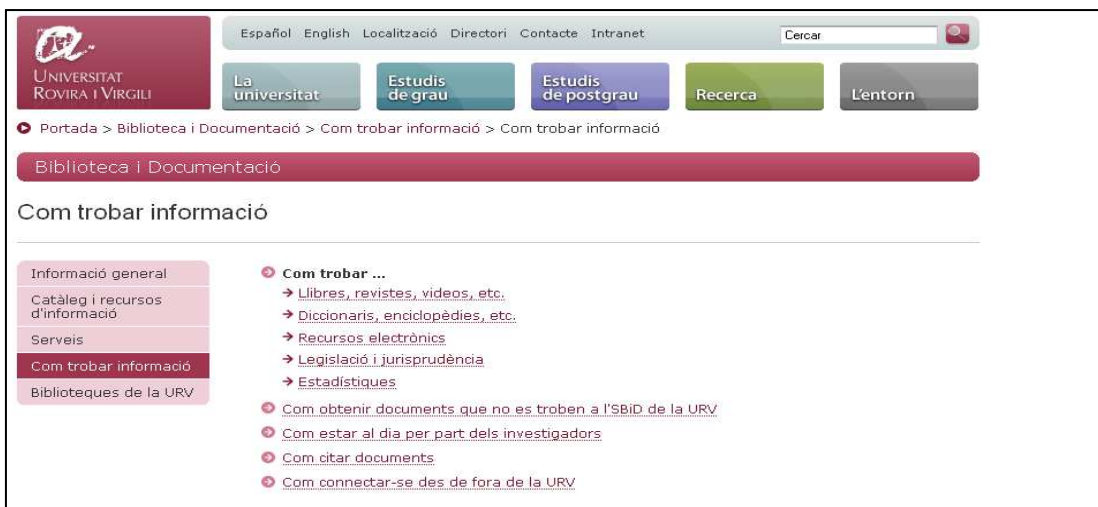 Español English Localització Directori Contacte Intranet
Cercar
UNIVERSITAT
ROVIRA I VIRGILI
La
universitat
Estudis
de grau
Estudis
de postgrau
Recerca
L'entorn
Portada > Biblioteca i Documentació > Com trobar informació > Com trobar informació
Biblioteca i Documentació
Com trobar informació
Informació general
Catàleg i recursos
d'informació
Serveis
Com trobar informació
Biblioteques de la URV
Com trobar ...
Llibres, revistes, videos, etc.
Diccionaris, enciclopèdies, etc.
Recursos electrònics
Legislació i jurisprudència
Estadístiques
Com obtenir documents que no es troben a l'SBiD de la URV
Com estar al dia per part dels investigadors
Com citar documents
Com connectar-se des de fora de la URV